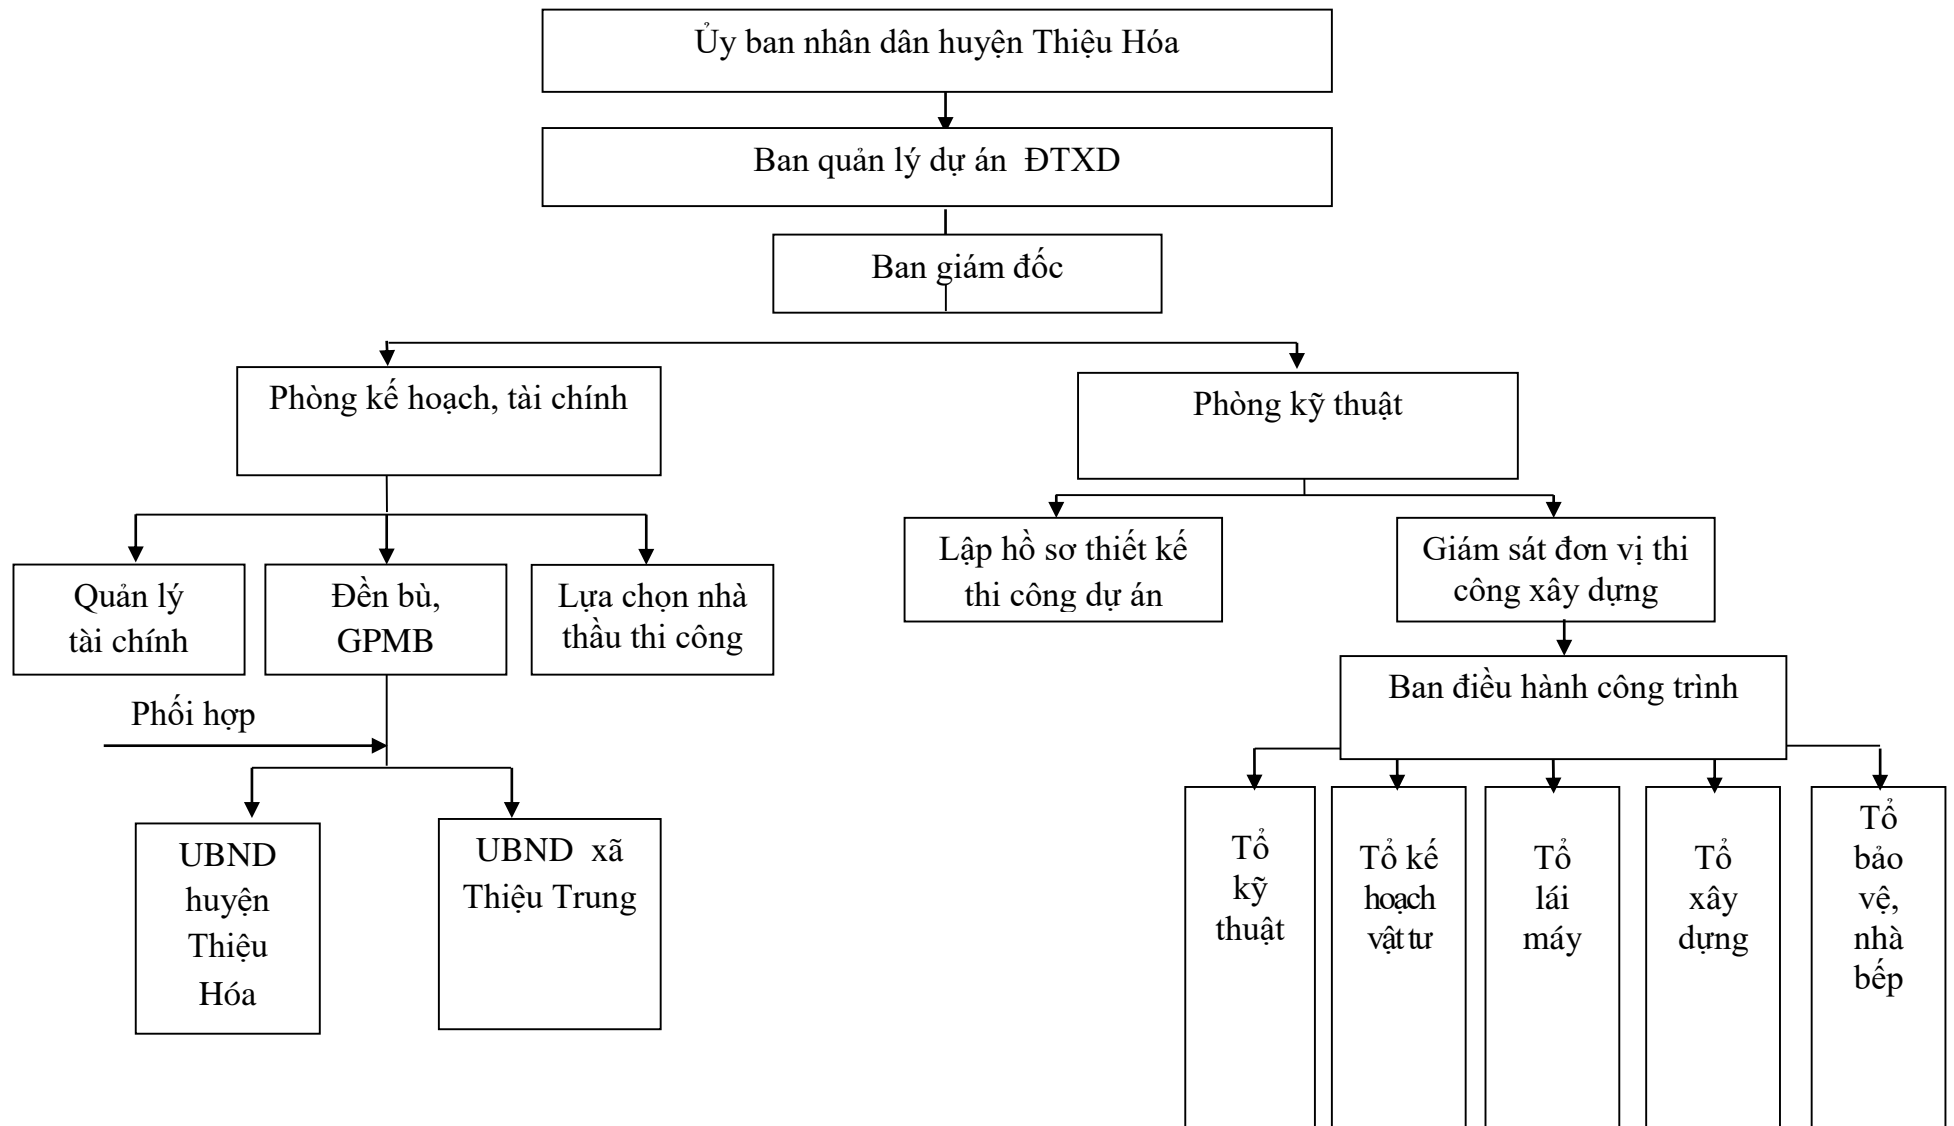 Ủy ban nhân dân huyện Thiệu Hóa
Ban quản lý dự án ĐTXD
Ban giám đốc
Phòng kế hoạch, tài chính
Phòng kỹ thuật
Quản lý
tài chính
Đền bù,
GPMB
Lựa chọn nhà
thầu thi công
Lập hồ sơ thiết kế
thi công dự án
Giám sát đơn vị thi
công xây dựng
Ban điều hành công trình
Phối hợp
UBND
huyện
Thiệu
Hóa
UBND xã
Thiệu Trung
Tổ
kỹ
thuật
Tổ kế
hoạch
vật tư
Tổ
lái
máy
Tổ
xây
dựng
Tổ
bảo
vệ,
nhà
bếp